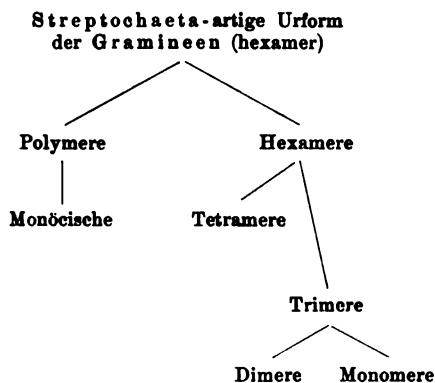 Streptochaeta-artige Urform
der Gramineen (hexamer)
Polymere Hexamere
Monöcische Tetramere
Trimere
Dimere Monomere